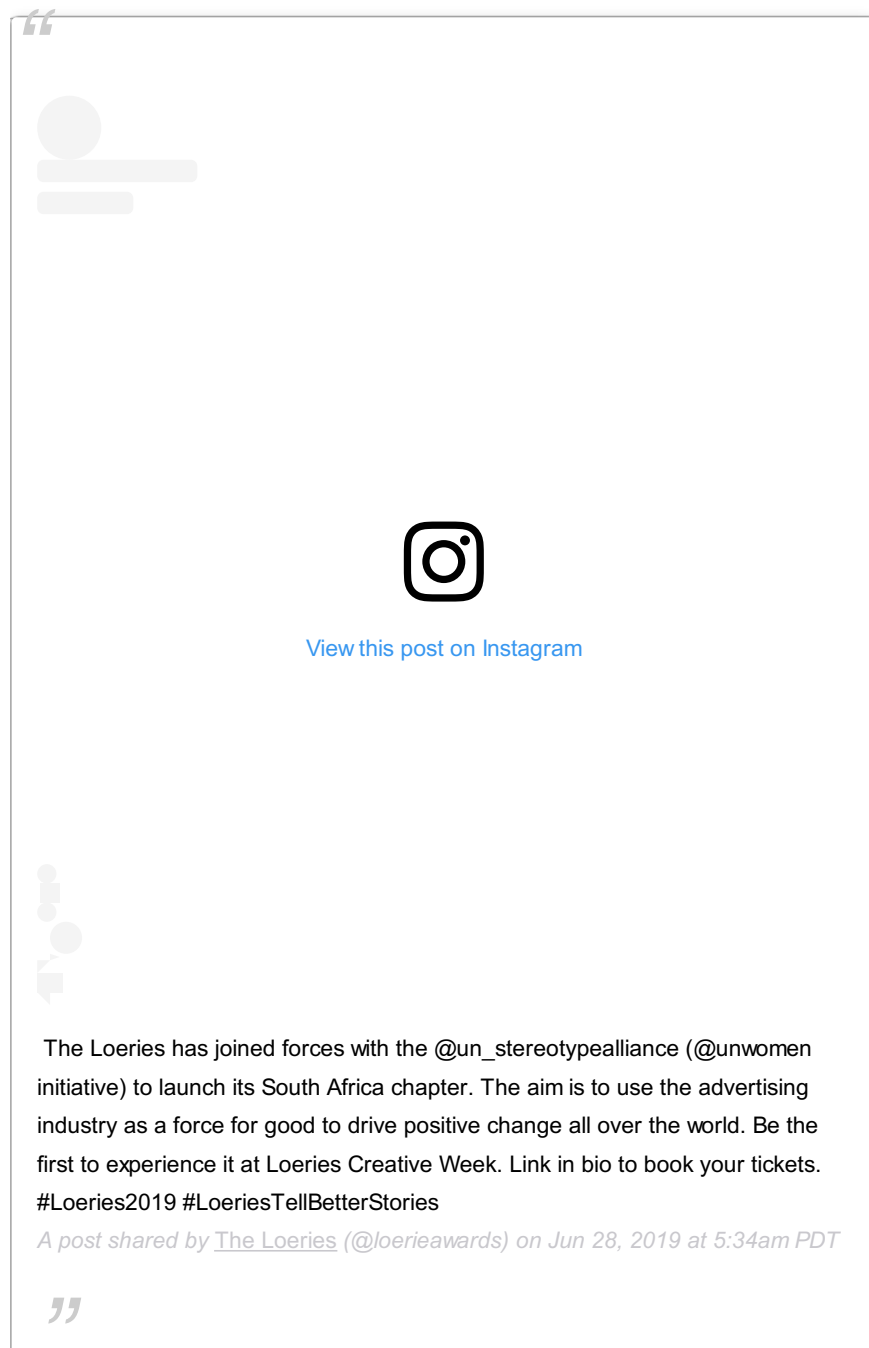 “
View this post on Instagram
The Loeries has joined forces with the @un_stereotypealliance (@unwomen
initiative) to launch its South Africa chapter. The aim is to use the advertising
industry as a force for good to drive positive change all over the world. Be the
first to experience it at Loeries Creative Week. Link in bio to book your tickets.
#Loeries2019 #LoeriesTellBetterStories
A post shared by The Loeries (@loerieawards) on Jun 28, 2019 at 5:34am PDT
”